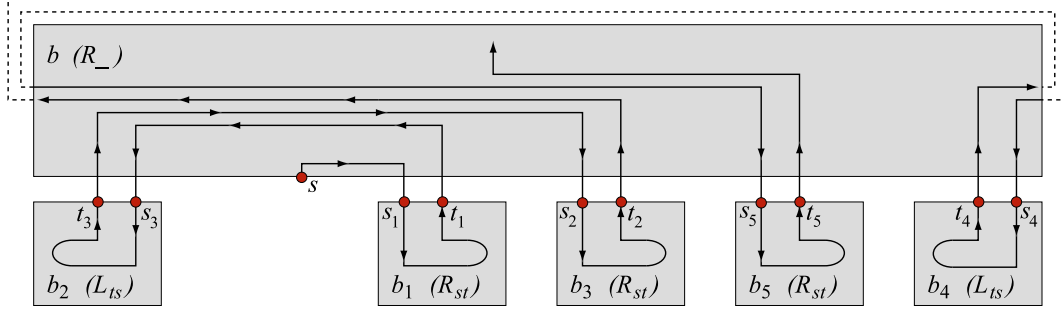 b (R_)
s
t3 s3 s1 t1 s2 t2 s5 t5 t4 s4
b2 (Lts) b1 (Rst) b3 (Rst) b5 (Rst) b4 (Lts)